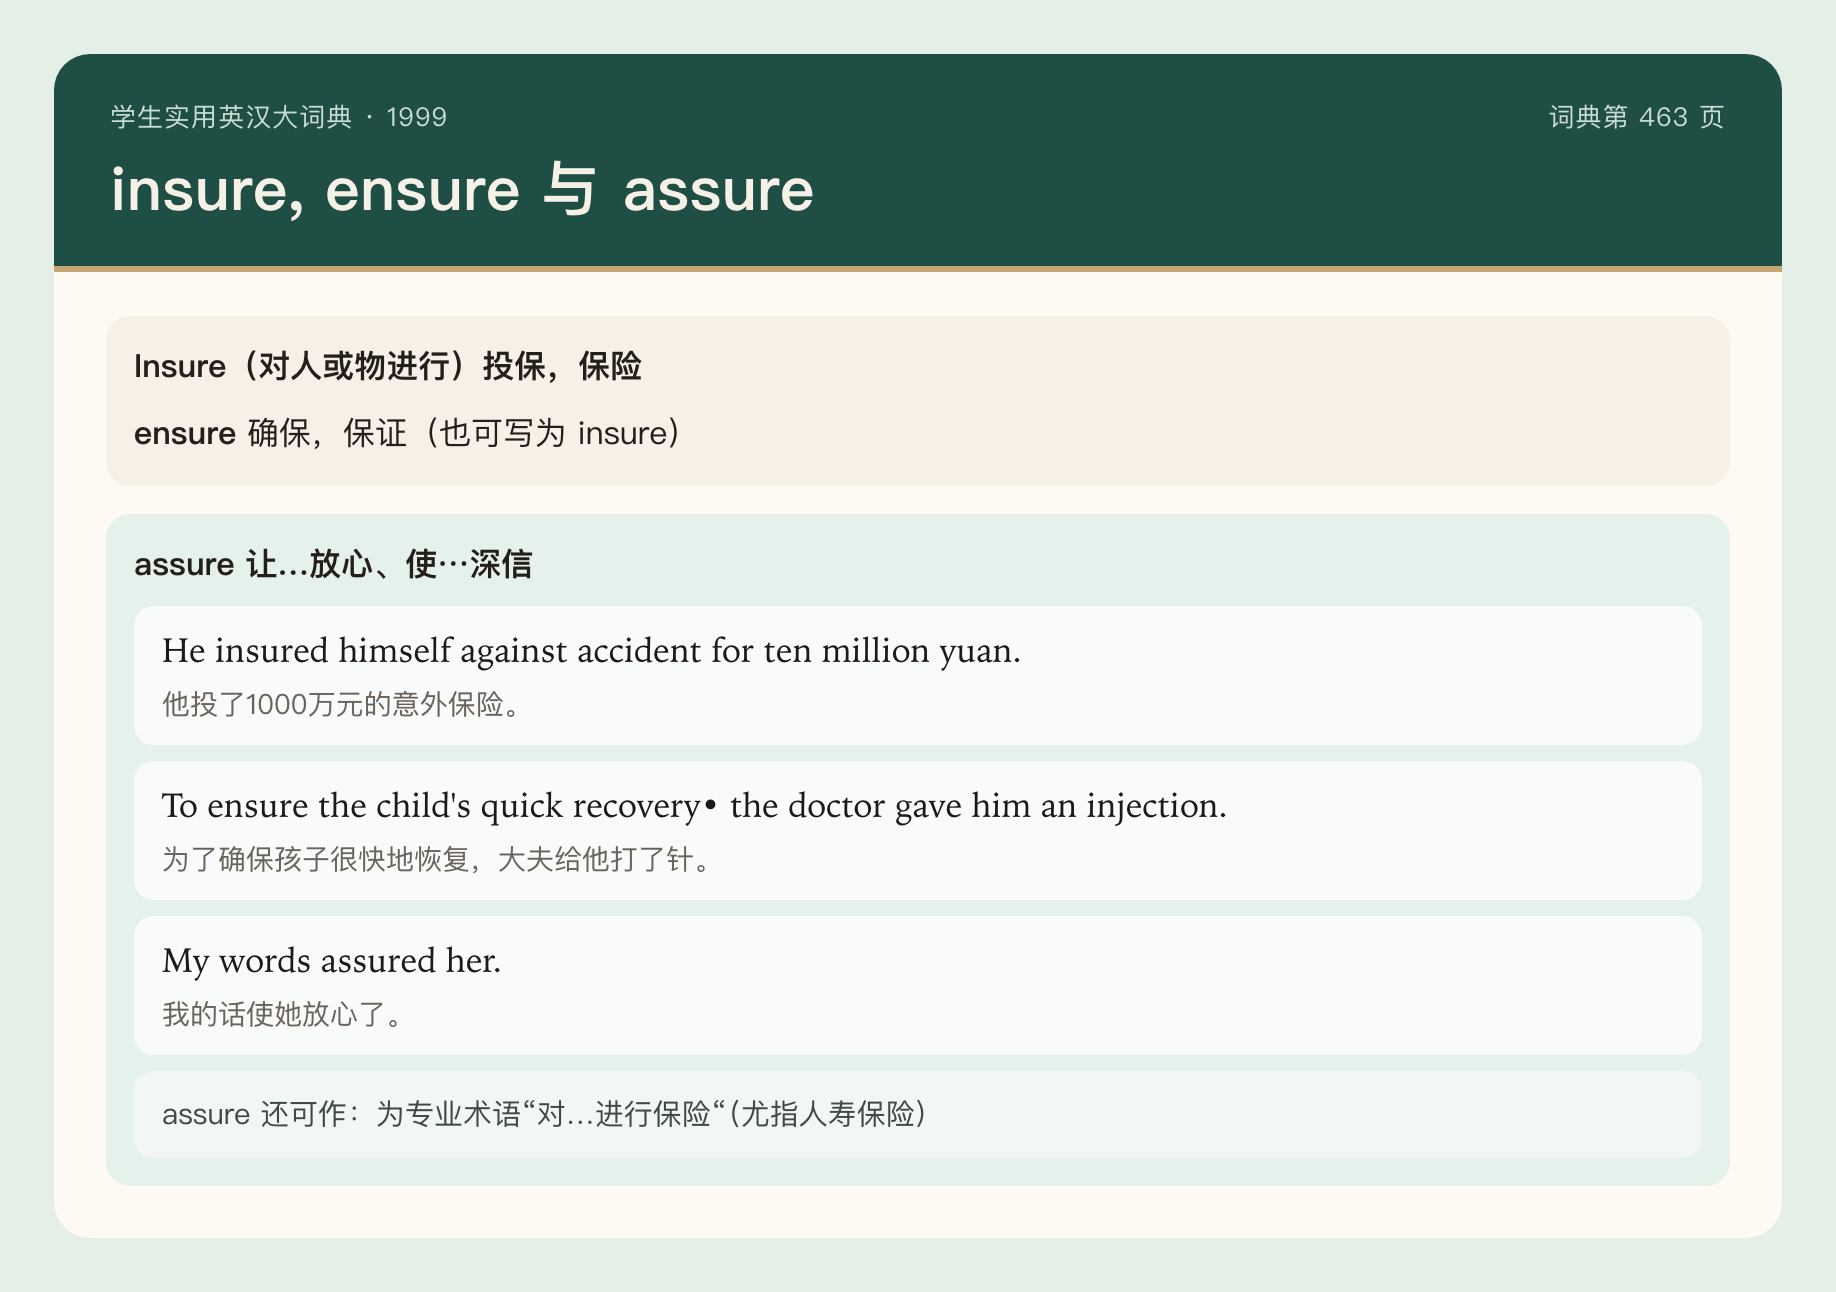 学生实用英汉大词典 · 1999
词典第 463 页
insure, ensure 与 assure
Insure（对人或物进行）投保，保险
ensure 确保，保证（也可写为 insure）
assure 让…放心、使…深信
He insured himself against accident for ten million yuan.
他投了1000万元的意外保险。
To ensure the child's quick recovery• the doctor gave him an injection.
为了确保孩子很快地恢复，大夫给他打了针。
My words assured her.
我的话使她放心了。
assure 还可作：为专业术语“对…进行保险“(尤指人寿保险）